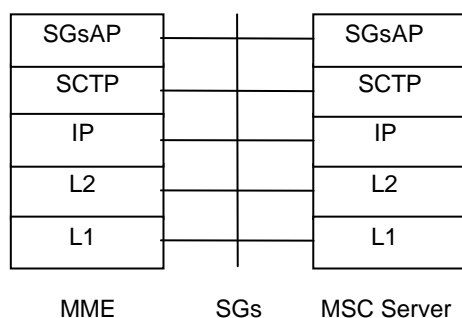 SGsAP SGsAP
SCTP SCTP
IP IP
L2 L2
L1 L1
MME SGs MSC Server